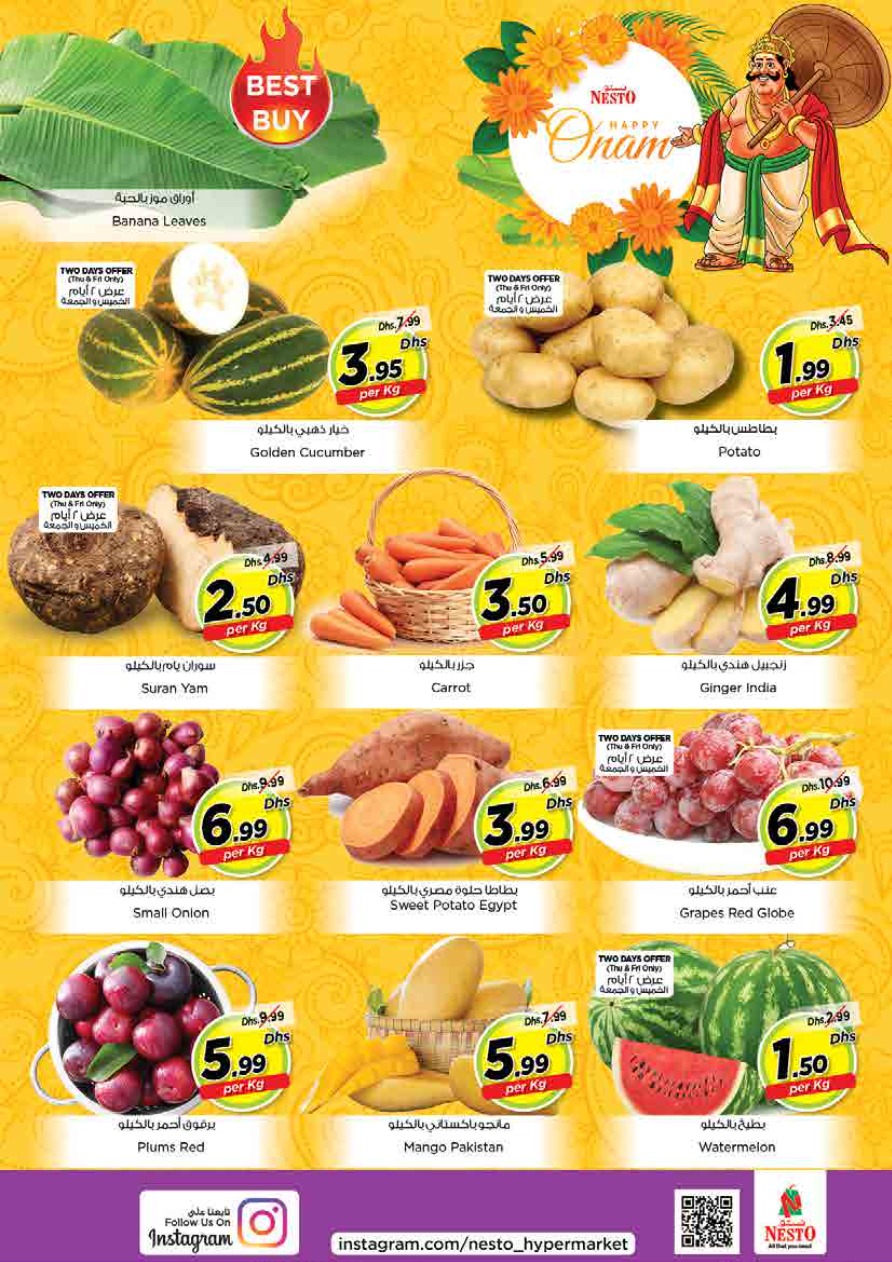 BEST
BUY
نستو
NESTO
HAPPY
Onam
أوراق موز بالحبة
Banana Leaves
TWO DAYS OFFER
(Thu & Fri Only)
عرض ٢ أيام
الخميس و الجمعة
Dhs.7.99
3.95 Dhs
per Kg
خيار ذهبي بالكيلو
Golden Cucumber
TWO DAYS OFFER
(Thu & Fri Only)
عرض ٢ أيام
الخميس و الجمعة
Dhs.3.45
1.99 Dhs
per Kg
بطاطس بالكيلو
Potato
TWO DAYS OFFER
(Thu & Fri Only)
عرض ٢ أيام
الخميس و الجمعة
Dhs.4.99
2.50 Dhs
per Kg
سوران يام بالكيلو
Suran Yam
Dhs.5.99
3.50 Dhs
per Kg
جزر بالكيلو
Carrot
Dhs.8.99
4.99 Dhs
per Kg
زنجبيل هندي بالكيلو
Ginger India
Dhs.9.99
6.99 Dhs
per Kg
بصل هندي بالكيلو
Small Onion
Dhs.6.99
3.99 Dhs
per Kg
بطاطا حلوة مصري بالكيلو
Sweet Potato Egypt
TWO DAYS OFFER
(Thu & Fri Only)
عرض ٢ أيام
الخميس و الجمعة
Dhs.10.99
6.99 Dhs
per Kg
عنب أحمر بالكيلو
Grapes Red Globe
Dhs.9.99
5.99 Dhs
per Kg
برقوق أحمر بالكيلو
Plums Red
Dhs.7.99
5.99 Dhs
per Kg
مانجو باكستاني بالكيلو
Mango Pakistan
TWO DAYS OFFER
(Thu & Fri Only)
عرض ٢ أيام
الخميس و الجمعة
Dhs.2.99
1.50 Dhs
per Kg
بطيخ بالكيلو
Watermelon
تابعنا على
Follow Us On
Instagram
instagram.com/nesto_hypermarket
نستو
NESTO
All that you need